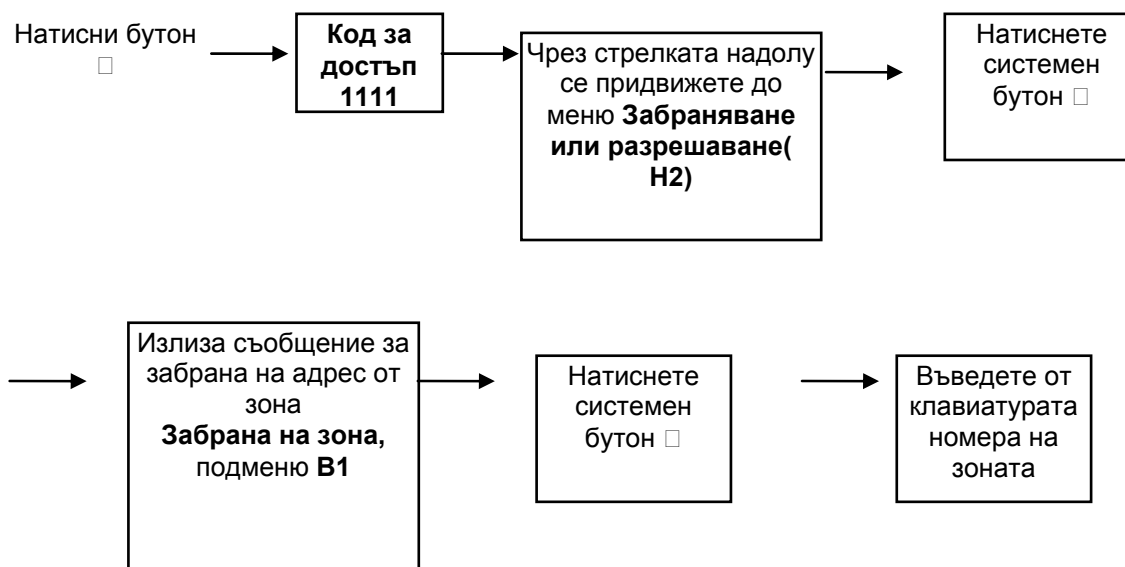 Натисни бутон
□
Код за
достъп
1111
Чрез стрелката надолу
се придвижете до
меню Забраняване
или разрешаване(
H2)
Натиснете
системен
бутон □
Излиза съобщение за
забрана на адрес от
зона
Забрана на зона,
подменю B1
Натиснете
системен
бутон □
Въведете от
клавиатурата
номера на
зоната